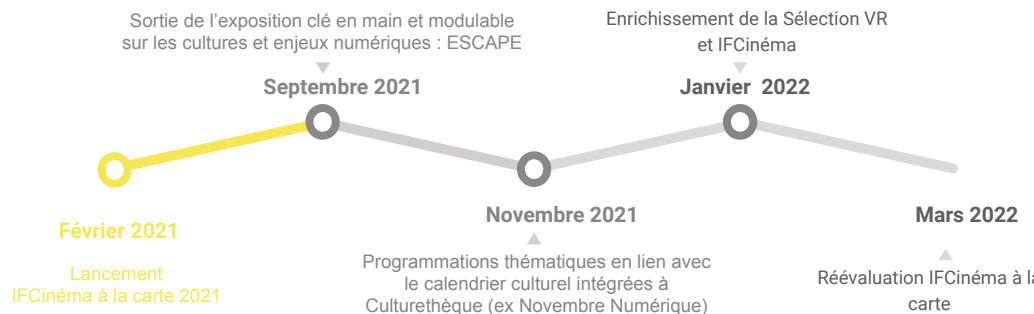 Sortie de l’exposition clé en main et modulable
sur les cultures et enjeux numériques : ESCAPE
Septembre 2021
Enrichissement de la Sélection VR
et IFCinéma
Janvier 2022
Février 2021
Lancement
IFCinéma à la carte 2021
Novembre 2021
Programmations thématiques en lien avec
le calendrier culturel intégrées à
Culturethèque (ex Novembre Numérique)
Mars 2022
Réévaluation IFCinéma à la
carte